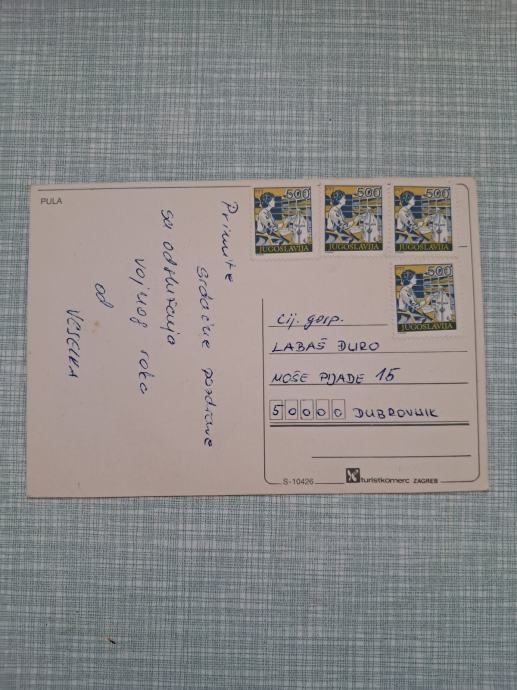 PULA
Primite
srdačne pozdrave
sa odsluženja
vojnog roka
od
VESELKA
500
JUGOSLAVIJA
500
JUGOSLAVIJA
500
JUGOSLAVIJA
500
JUGOSLAVIJA
Cij. gosp.
LABAŠ ĐURO
MOŠE PIJADE 15
50000 DUBROVNIK
S-10426
turistkomerc ZAGREB